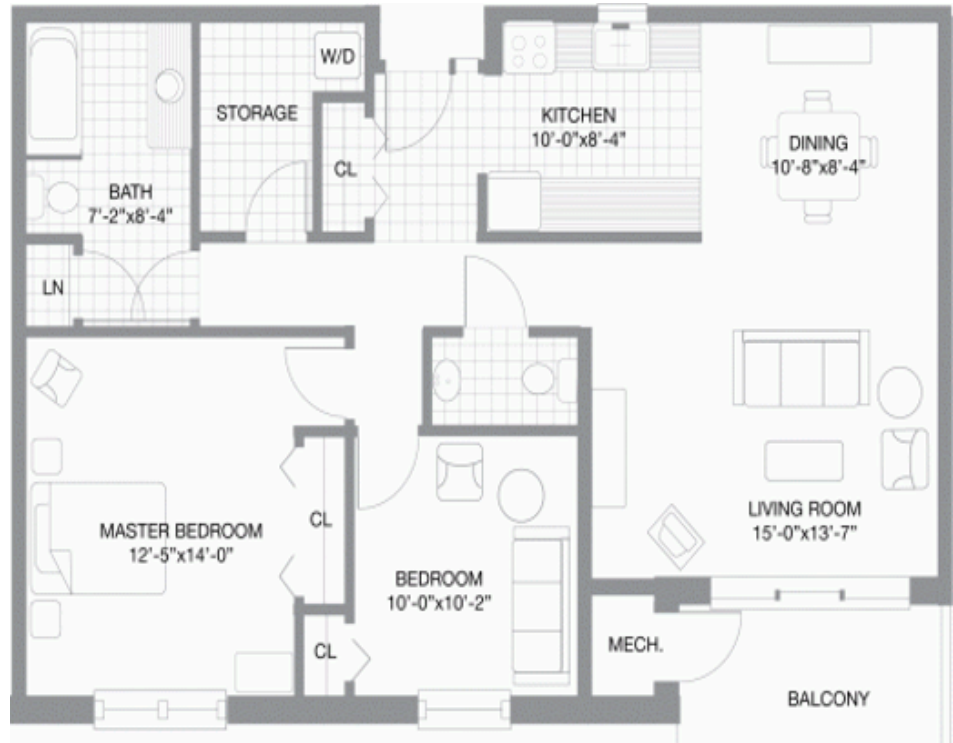 W/D
STORAGE
KITCHEN
10'-0"x8'-4"
DINING
10'-8"x8'-4"
CL
BATH
7'-2"x8'-4"
LN
MASTER BEDROOM
12'-5"x14'-0"
CL
LIVING ROOM
15'-0"x13'-7"
BEDROOM
10'-0"x10'-2"
CL
MECH.
BALCONY